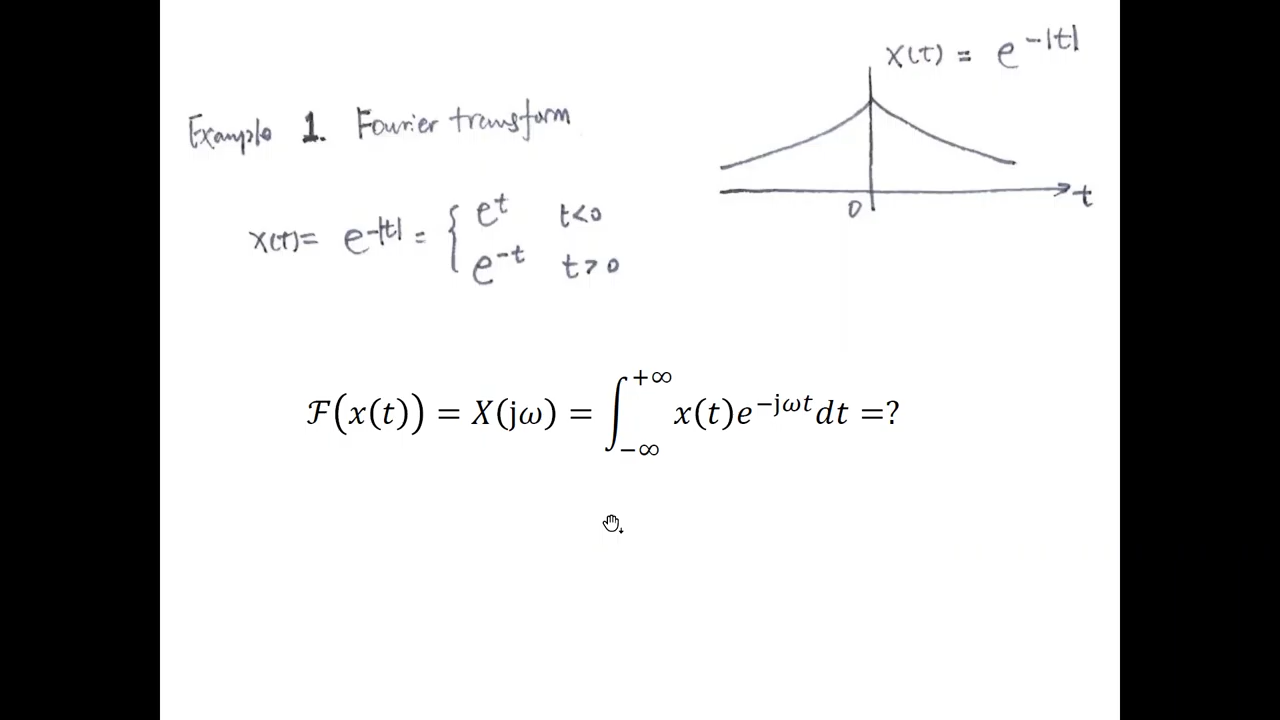 x(t) = e^{-|t|}
Example 1. Fourier transform
0
t
x(t) = e^{-|t|} = { e^t t<0
e^{-t} t>0
ℱ(x(t)) = X(jω) = ∫_{−∞}^{+∞} x(t)e^{−jωt}dt =?